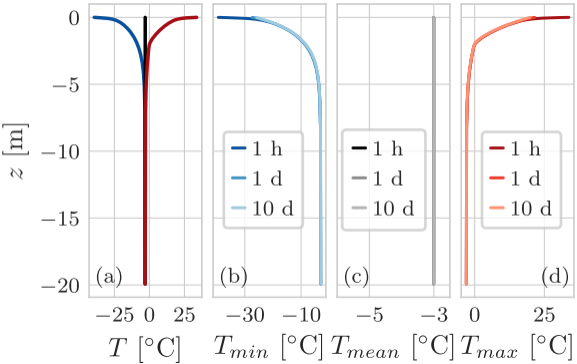 0
−5
−10
−15
−20
z [m]
(a)
(b)
1 h
1 d
10 d
(c)
1 h
1 d
10 d
(d)
1 h
1 d
10 d
−25 0 25
−30 −10
−5 −3
0 25
T [°C]
T_min [°C]
T_mean [°C]
T_max [°C]